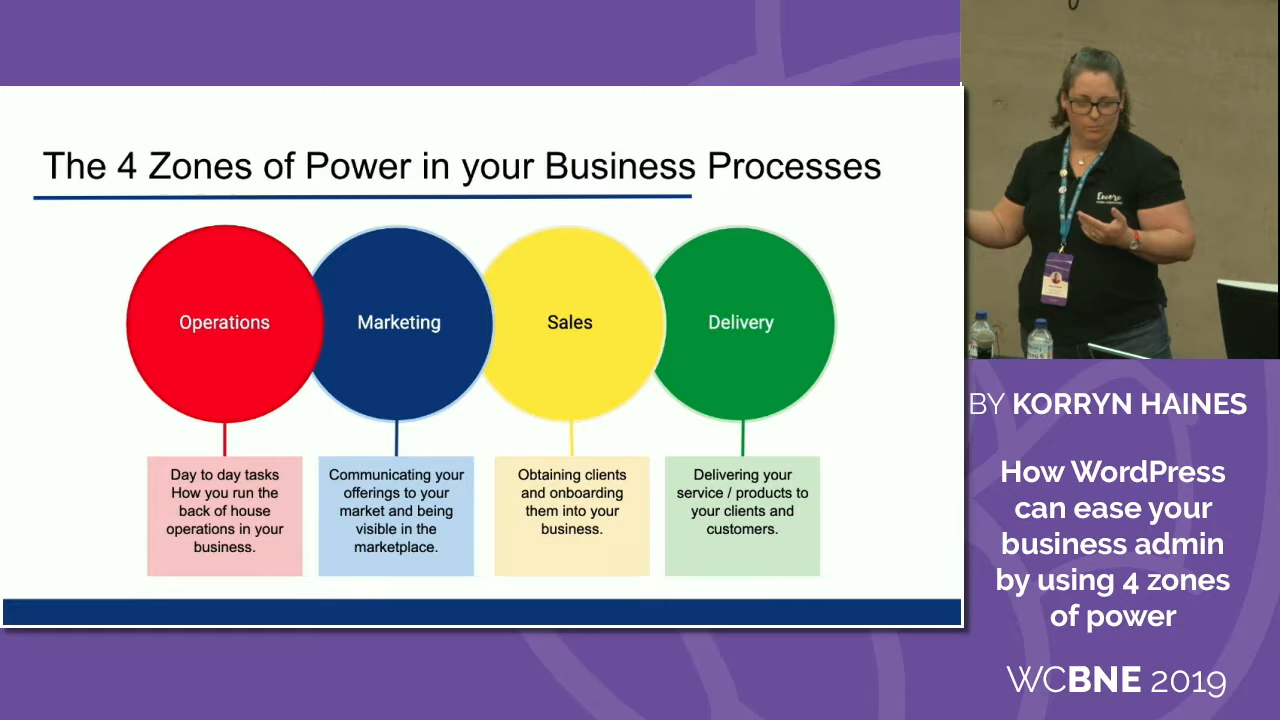 The 4 Zones of Power in your Business Processes
Operations
Marketing
Sales
Delivery
Day to day tasks
How you run the
back of house
operations in your
business.
Communicating your
offerings to your
market and being
visible in the
marketplace.
Obtaining clients
and onboarding
them into your
business.
Delivering your
service / products to
your clients and
customers.
Encore
BY KORRYN HAINES
How WordPress
can ease your
business admin
by using 4 zones
of power
WCBNE 2019